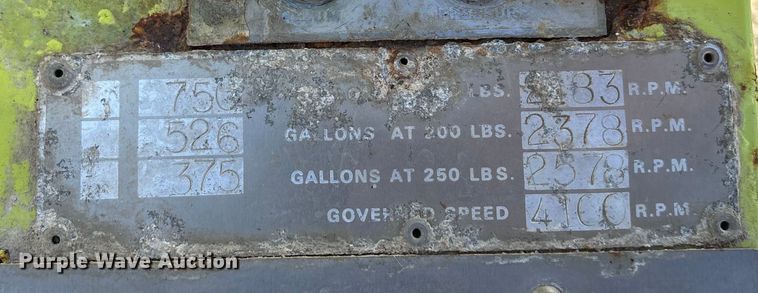 750 LBS. R.P.M.
526 GALLONS AT 200 LBS. 2378 R.P.M.
375 GALLONS AT 250 LBS. 2578 R.P.M.
GOVERNED SPEED 4100 R.P.M.
Purple Wave Auction